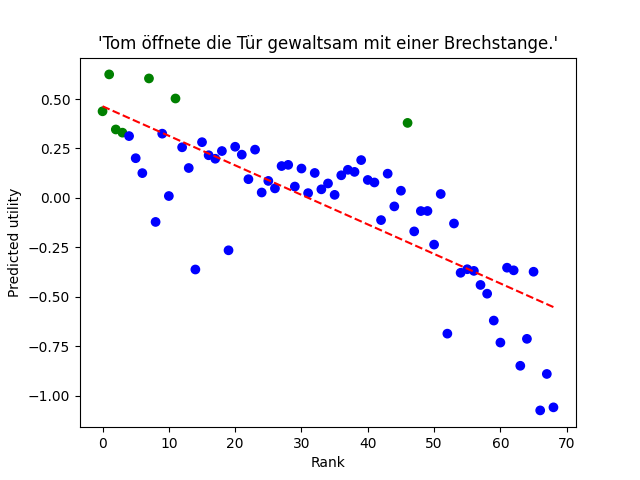 'Tom öffnete die Tür gewaltsam mit einer Brechstange.'
Predicted utility
0.50
0.25
0.00
−0.25
−0.50
−0.75
−1.00
0 10 20 30 40 50 60 70
Rank